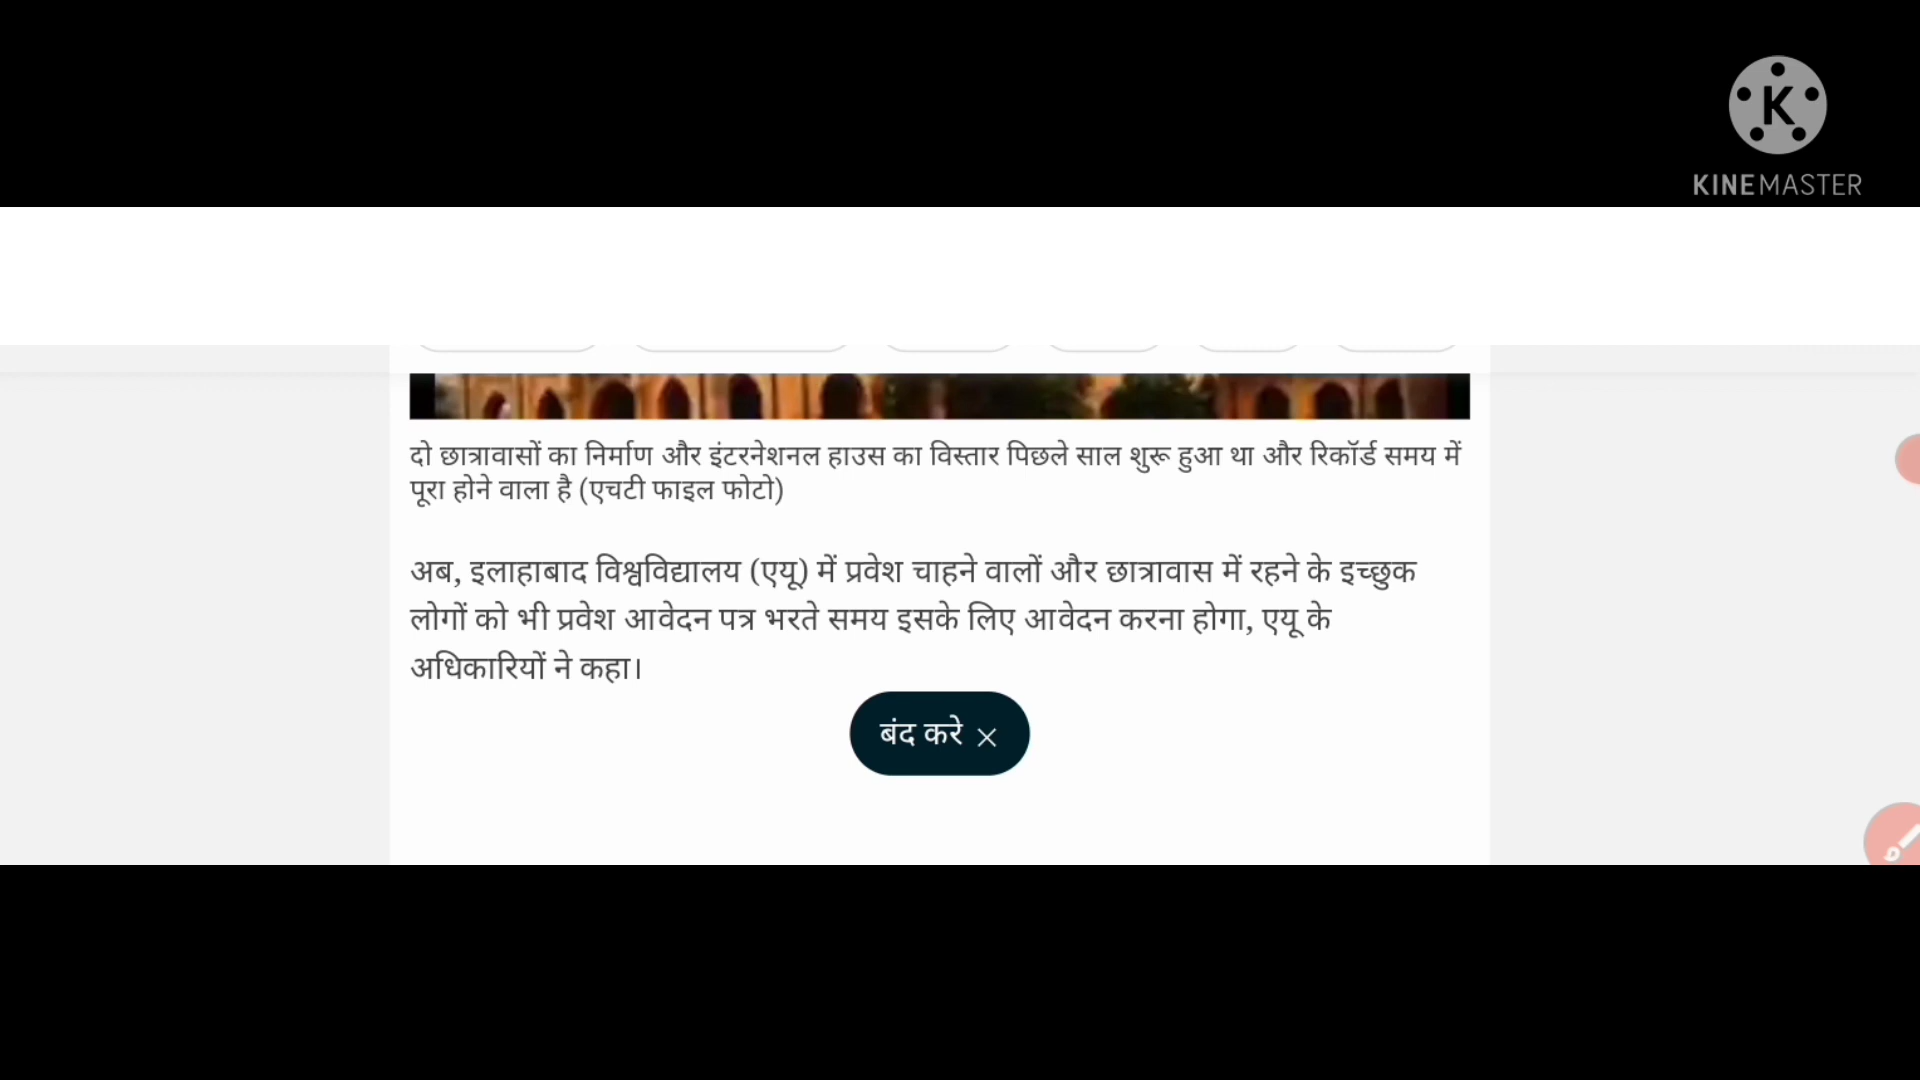 K
KINEMASTER
दो छात्रावासों का निर्माण और इंटरनेशनल हाउस का विस्तार पिछले साल शुरू हुआ था और रिकॉर्ड समय में
पूरा होने वाला है (एचटी फाइल फोटो)
अब, इलाहाबाद विश्वविद्यालय (एयू) में प्रवेश चाहने वालों और छात्रावास में रहने के इच्छुक
लोगों को भी प्रवेश आवेदन पत्र भरते समय इसके लिए आवेदन करना होगा, एयू के
अधिकारियों ने कहा।
बंद करे ×